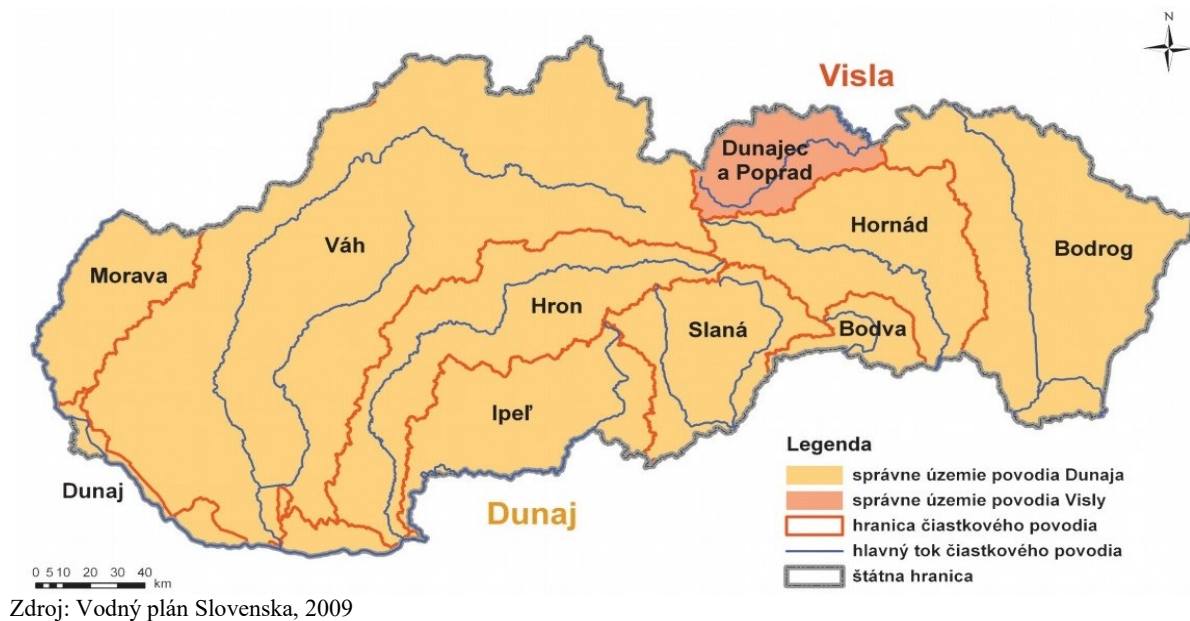 N
Visla
Dunajec
a Poprad
Hornád
Váh
Bodrog
Morava
Hron
Slaná
Bodva
Ipeľ
Dunaj
Dunaj
Legenda
správne územie povodia Dunaja
správne územie povodia Visly
hranica čiastkového povodia
hlavný tok čiastkového povodia
štátna hranica
0 5 10 20 30 40
km
Zdroj: Vodný plán Slovenska, 2009